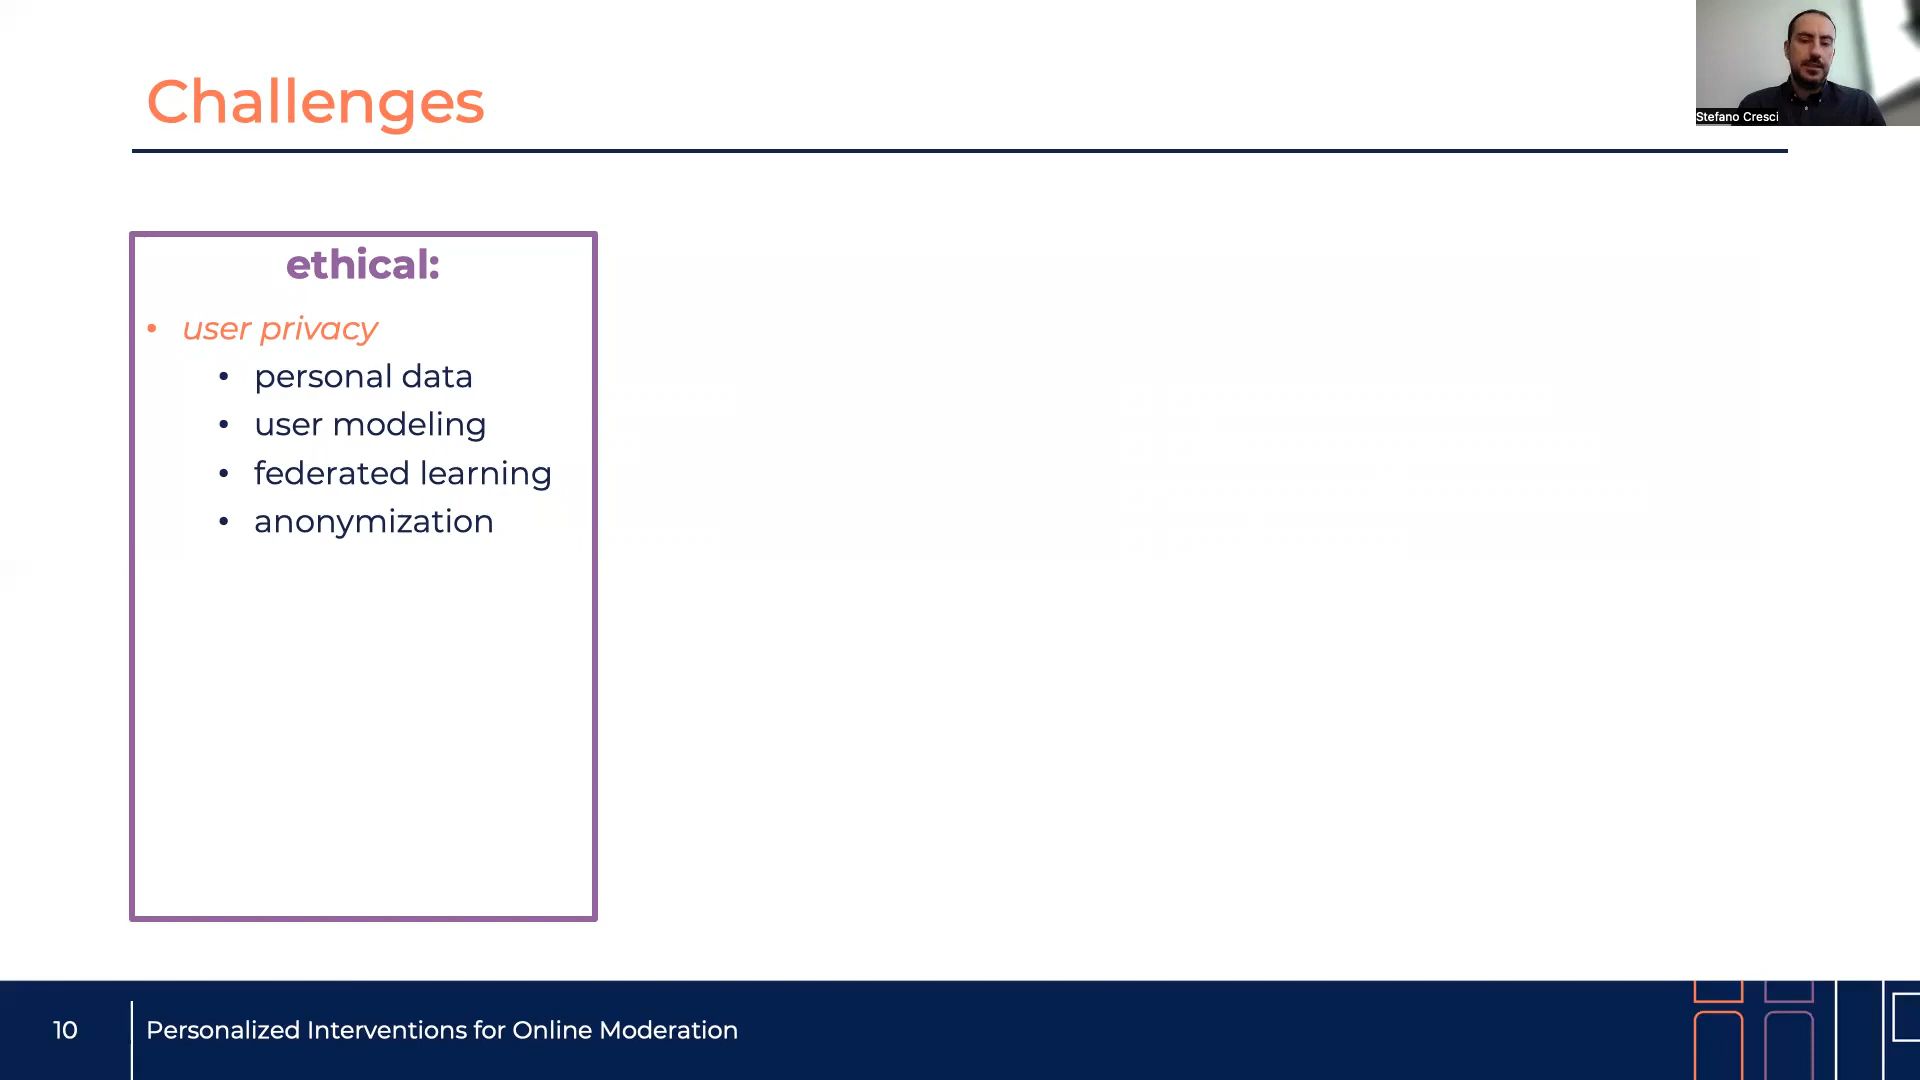 Challenges
Stefano Cresci
ethical:
• user privacy
• personal data
• user modeling
• federated learning
• anonymization
10
Personalized Interventions for Online Moderation